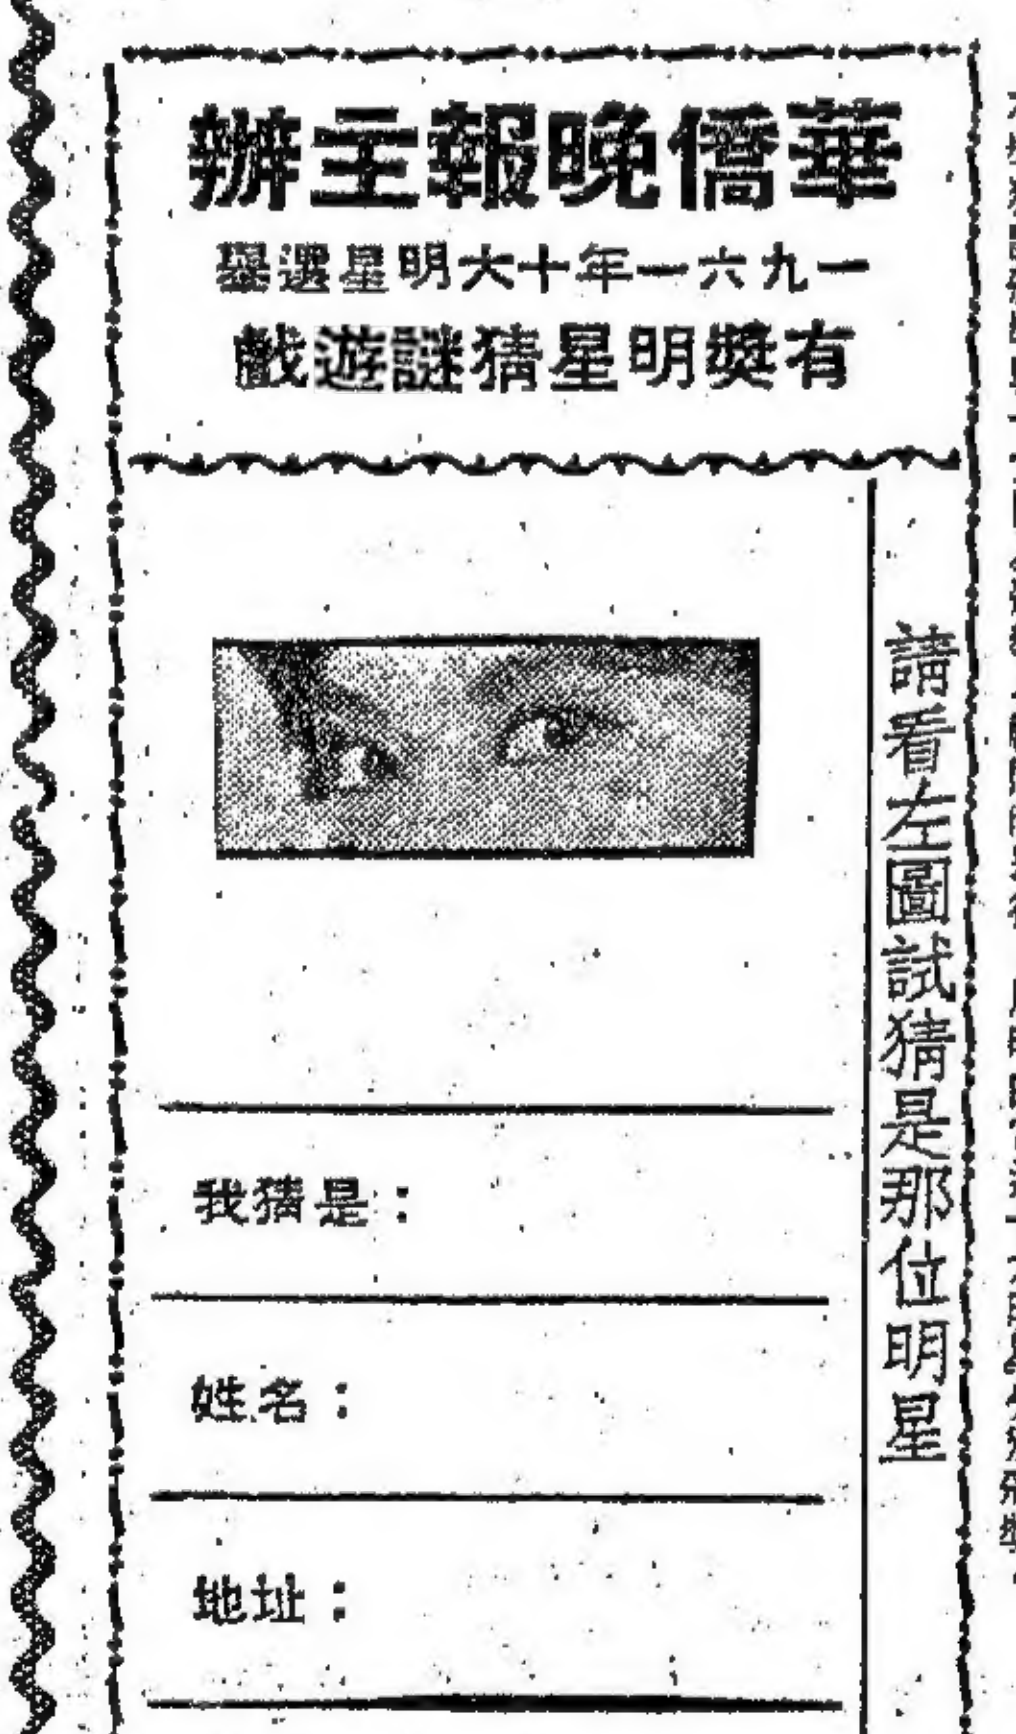 華僑晚報主辦
一九六一年十大明星選舉
有獎明星猜謎遊戲
請看左圖試猜是那位明星
我猜是：
姓名：
地址：